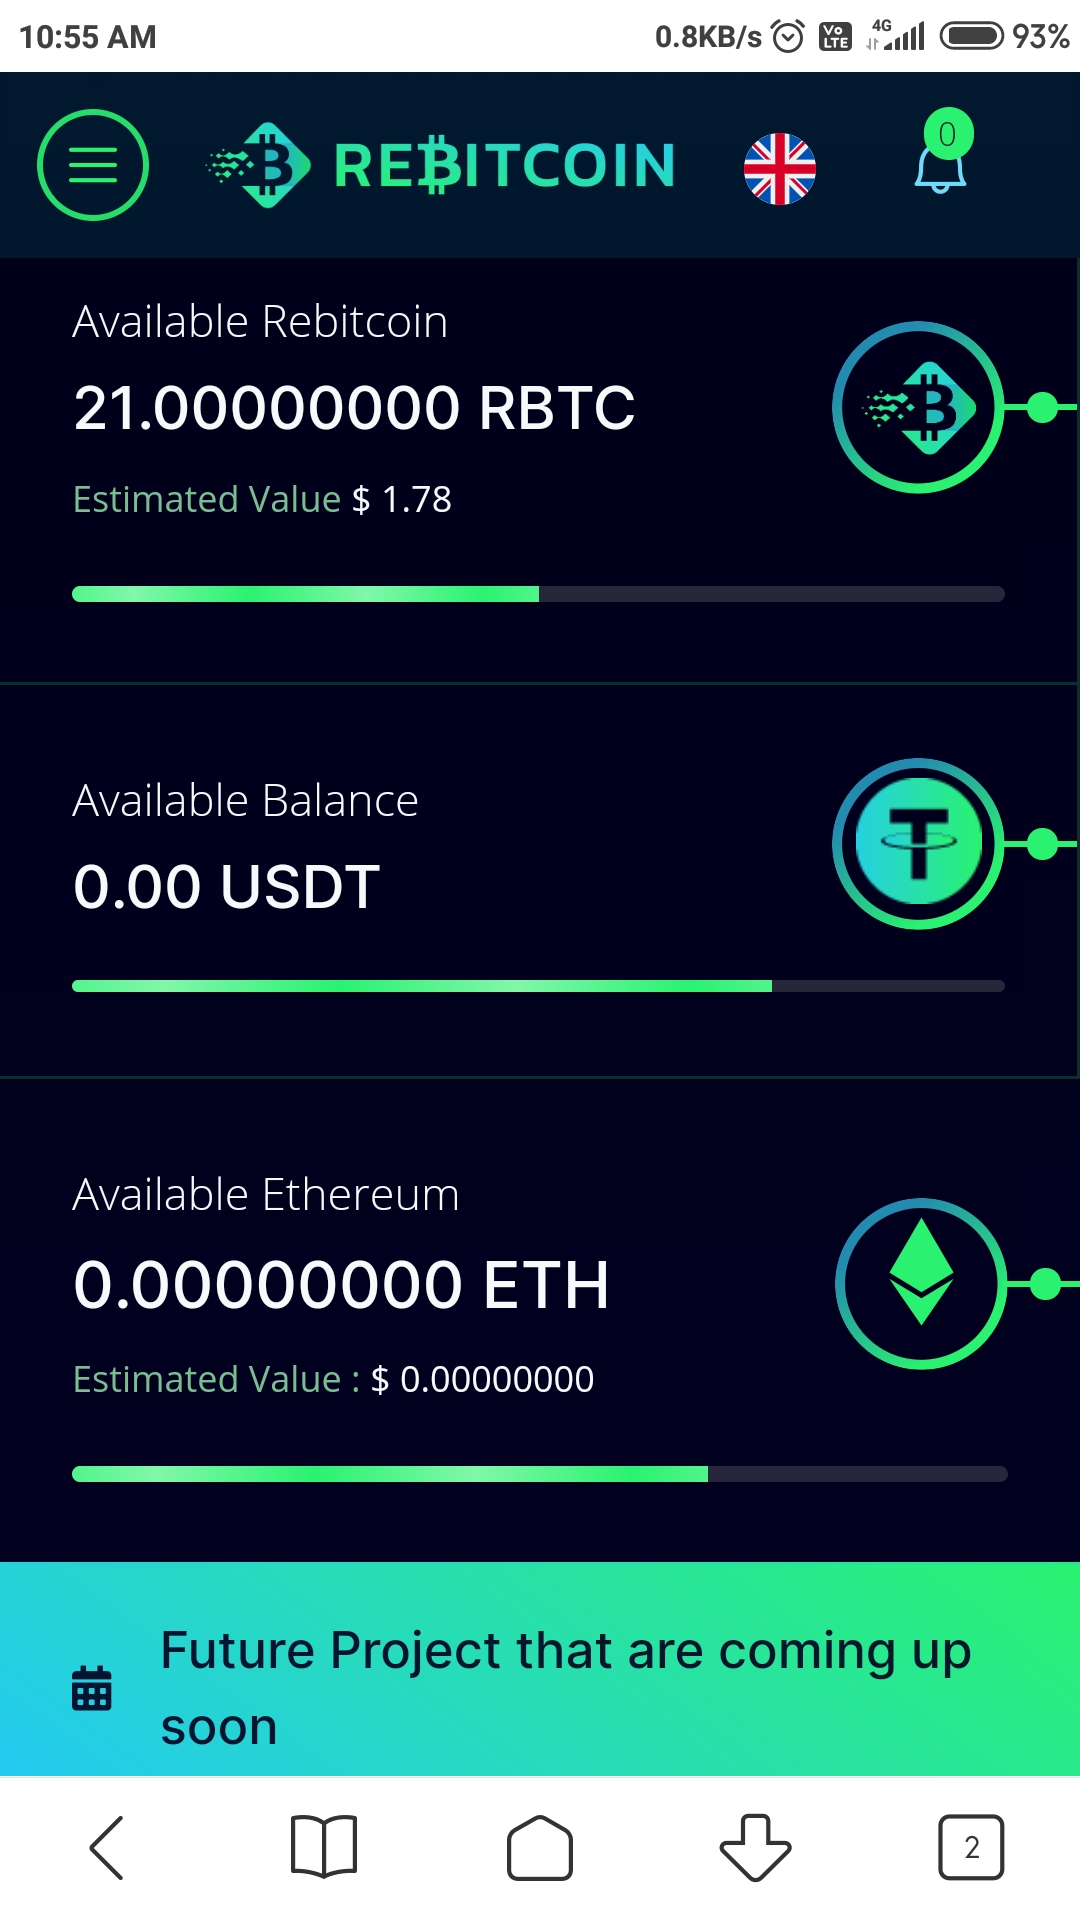 10:55 AM 0.8KB/s Vo LTE 4G 93%
REBITCOIN 0
Available Rebitcoin
21.00000000 RBTC
Estimated Value $ 1.78
Available Balance
0.00 USDT
Available Ethereum
0.00000000 ETH
Estimated Value : $ 0.00000000
Future Project that are coming up
soon
2